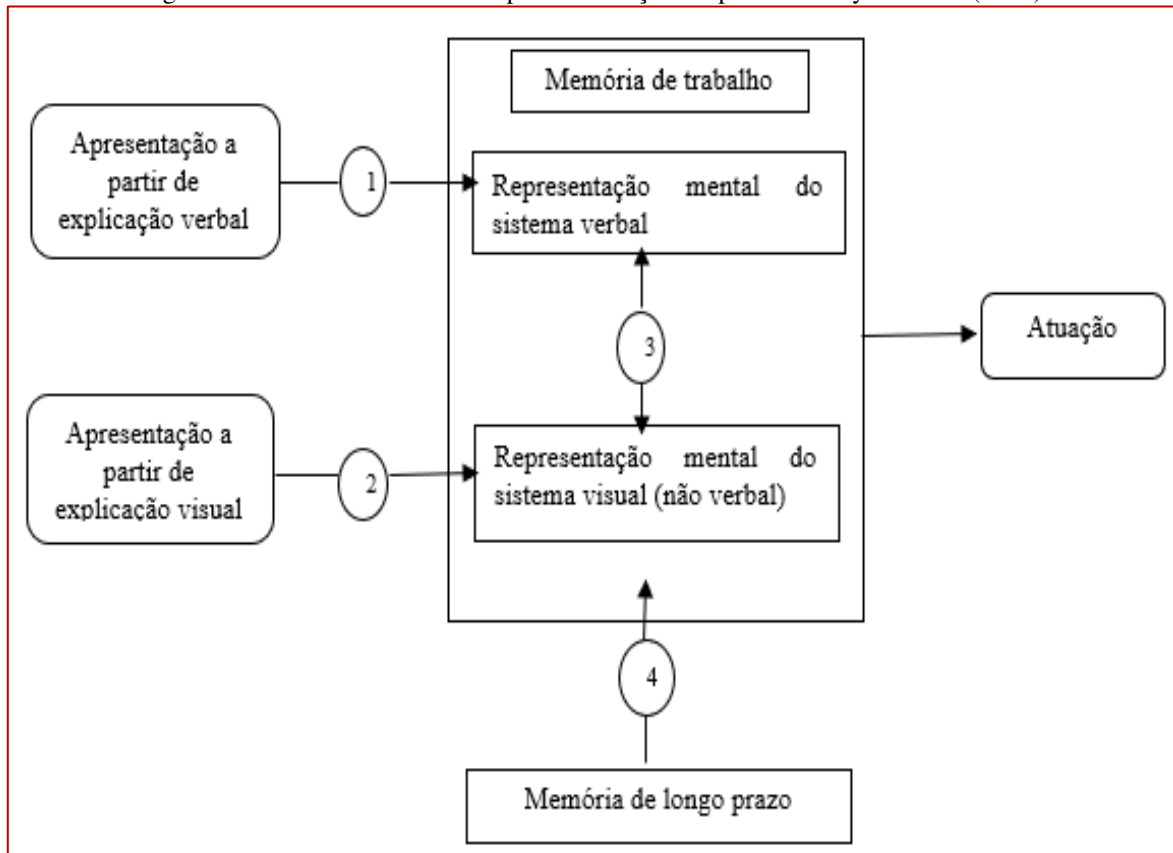 Memória de trabalho
Apresentação a
partir de
explicação verbal
1
Representação mental do
sistema verbal
3
Atuação
Apresentação a
partir de
explicação visual
2
Representação mental do
sistema visual (não verbal)
4
Memória de longo prazo